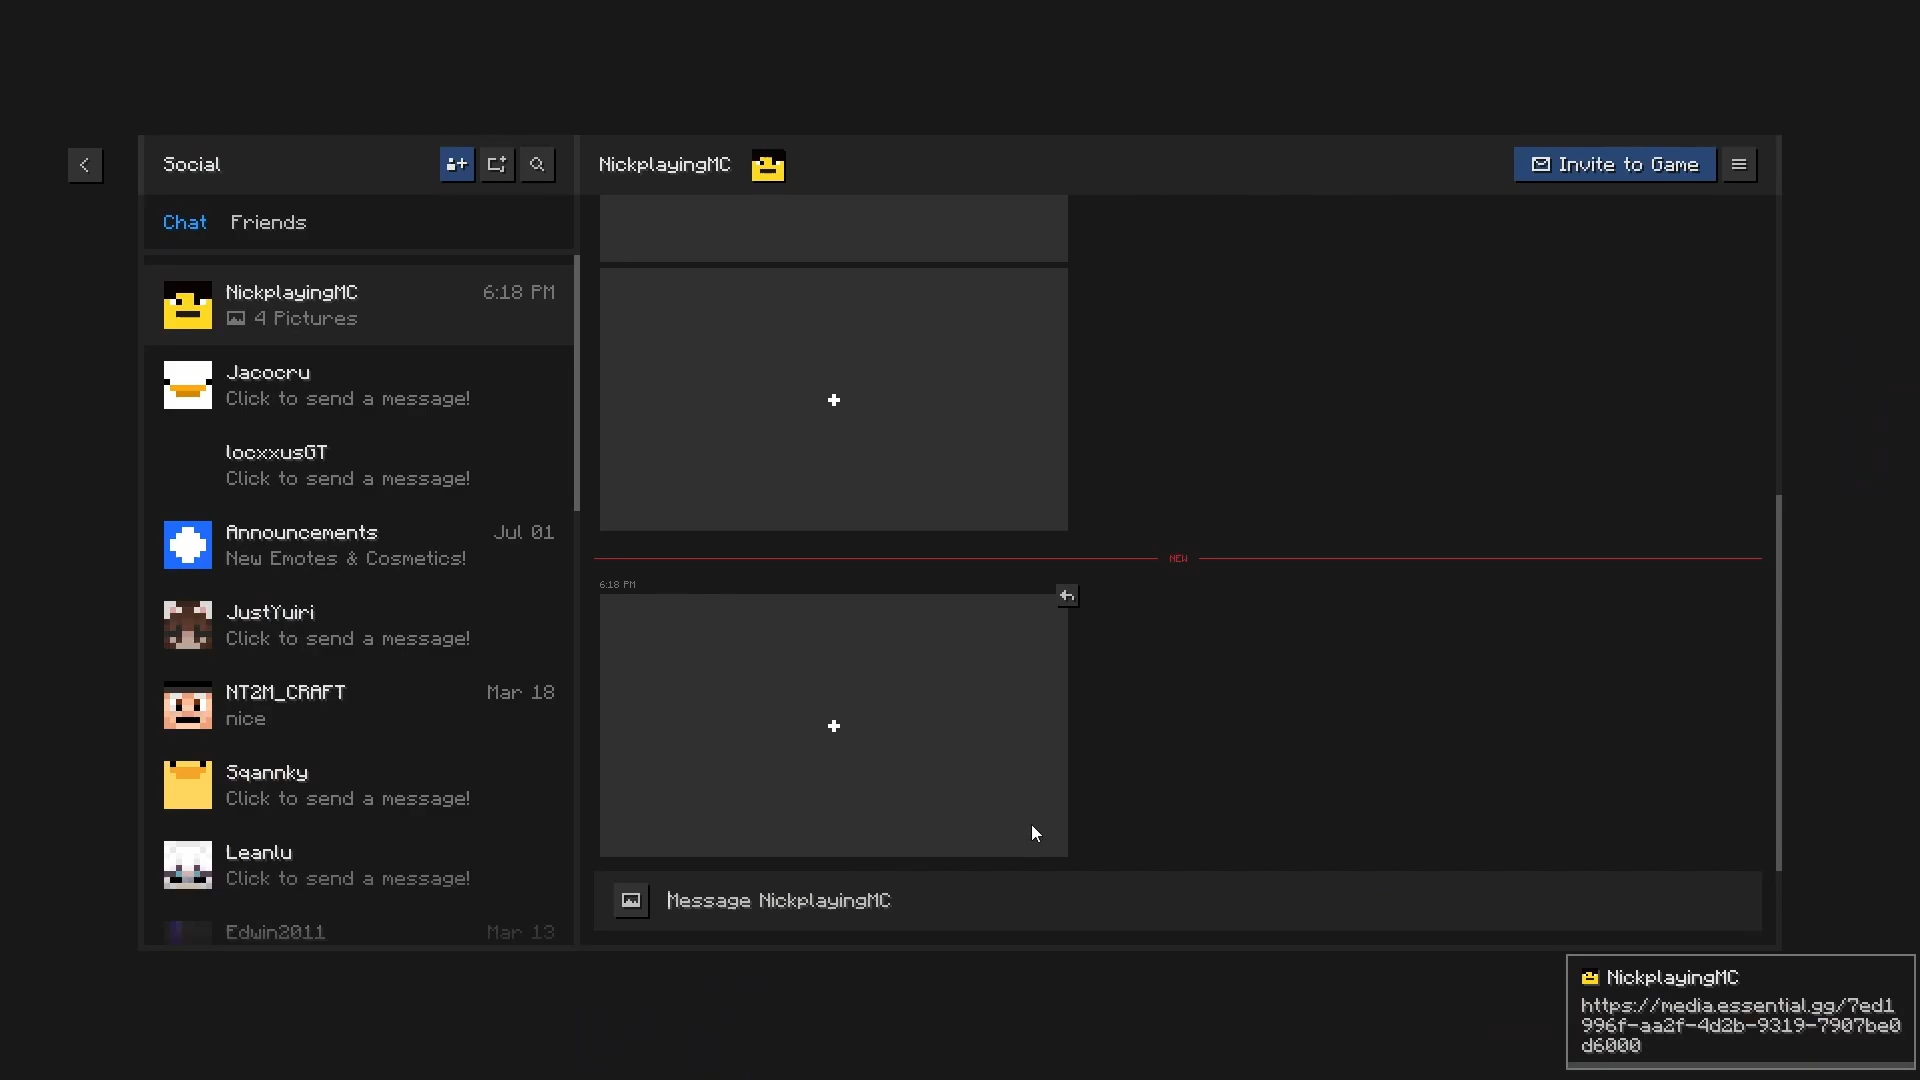 Social
NickplayingMC
Invite to Game
Chat Friends
NickplayingMC 6:18 PM
4 Pictures
Jacocru
Click to send a message!
locxxusGT
Click to send a message!
Announcements Jul 01
New Emotes & Cosmetics!
JustYuiri
Click to send a message!
NT2M_CRAFT Mar 18
nice
Sqannky
Click to send a message!
Leanlu
Click to send a message!
Edwin2011 Mar 13
NEW
6:18 PM
Message NickplayingMC
NickplayingMC
https://media.essential.gg/7ed1
996f-aa2f-4d2b-9319-7907be0
d6000